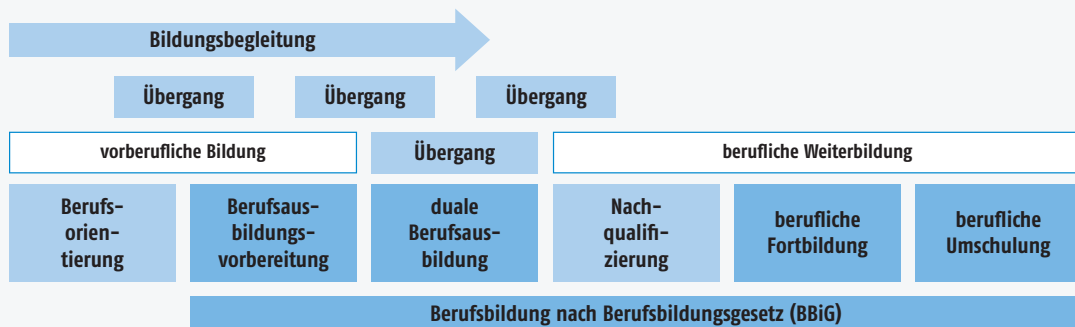 Bildungsbegleitung
Übergang
Übergang
Übergang
vorberufliche Bildung
Übergang
berufliche Weiterbildung
Berufs-
orien-
tierung
Berufsaus-
bildungs-
vorbereitung
duale
Berufsaus-
bildung
Nach-
qualifi-
zierung
berufliche
Fortbildung
berufliche
Umschulung
Berufsbildung nach Berufsbildungsgesetz (BBiG)